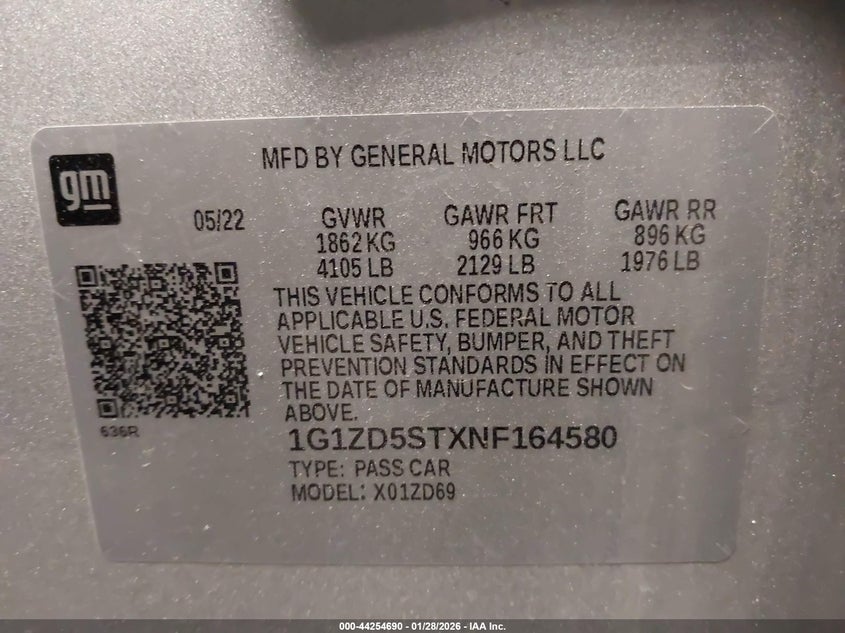 MFD BY GENERAL MOTORS LLC
gm
05/22
GVWR GAWR FRT GAWR RR
1862 KG 966 KG 896 KG
4105 LB 2129 LB 1976 LB
THIS VEHICLE CONFORMS TO ALL
APPLICABLE U.S. FEDERAL MOTOR
VEHICLE SAFETY, BUMPER, AND THEFT
PREVENTION STANDARDS IN EFFECT ON
THE DATE OF MANUFACTURE SHOWN
ABOVE.
636R
1G1ZD5STXNF164580
TYPE: PASS CAR
MODEL: X01ZD69
000-44254690 | 01/28/2026 - IAA Inc.